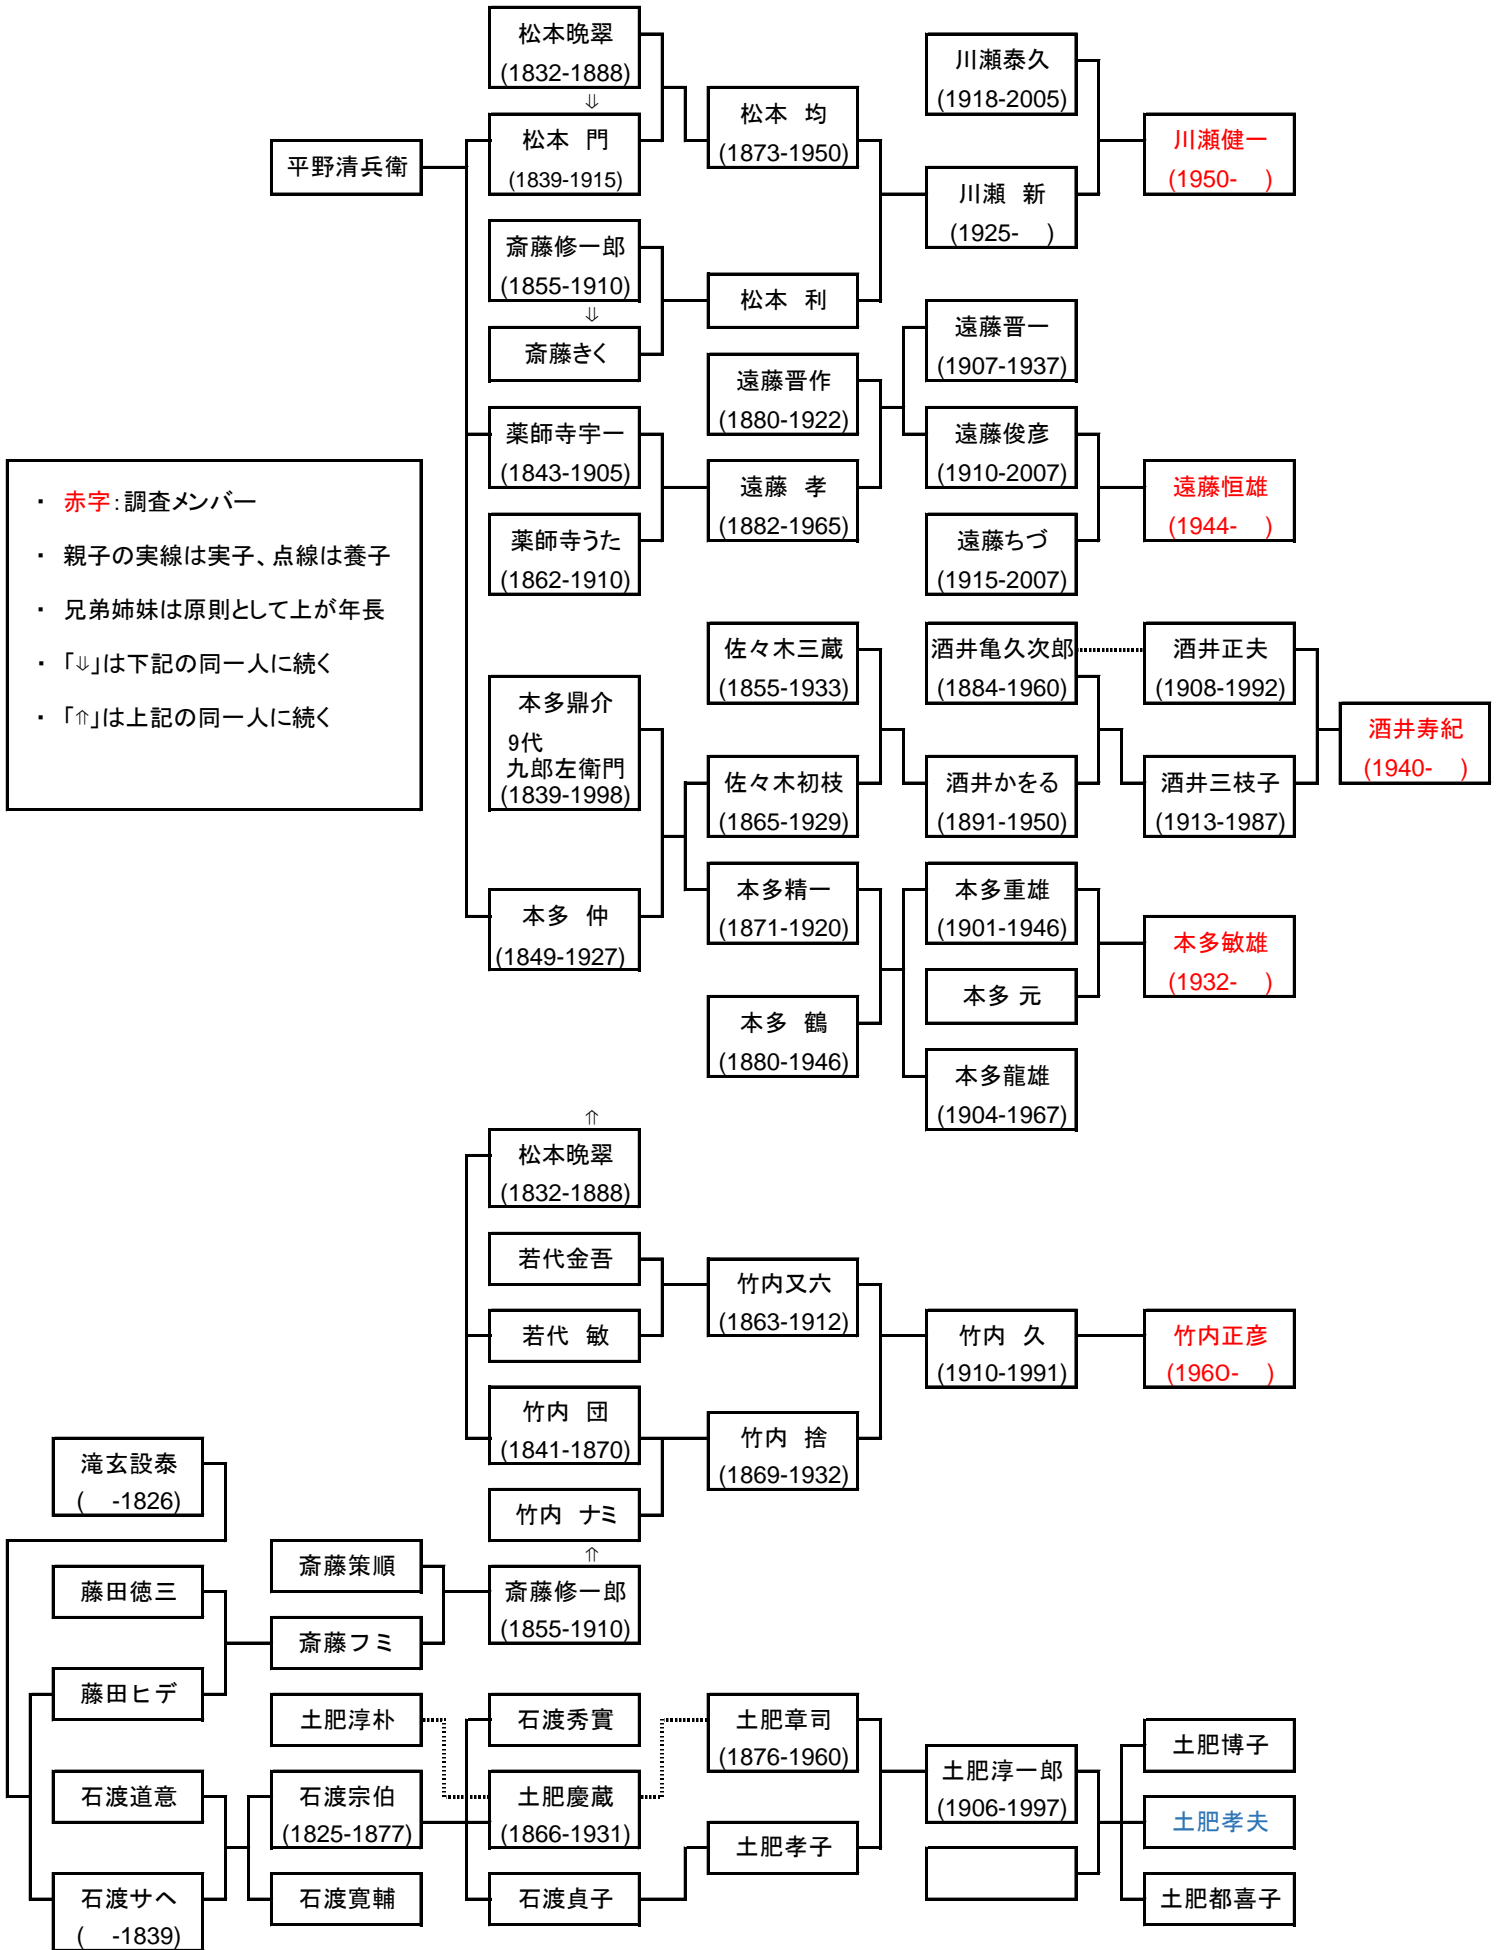 松本晩翠
(1832-1888)
⇓
松本　門
(1839-1915)
平野清兵衛
斎藤修一郎
(1855-1910)
⇓
斎藤きく
薬師寺宇一
(1843-1905)
薬師寺うた
(1862-1910)
本多鼎介
9代
九郎左衛門
(1839-1998)
本多　仲
(1849-1927)
松本　均
(1873-1950)
松本　利
遠藤晋作
(1880-1922)
遠藤　孝
(1882-1965)
佐々木三蔵
(1855-1933)
佐々木初枝
(1865-1929)
本多精一
(1871-1920)
本多　鶴
(1880-1946)
川瀬泰久
(1918-2005)
川瀬　新
(1925-　)
遠藤晋一
(1907-1937)
遠藤俊彦
(1910-2007)
遠藤ちづ
(1915-2007)
酒井亀久次郎
(1884-1960)
酒井かをる
(1891-1950)
本多重雄
(1901-1946)
本多 元
本多龍雄
(1904-1967)
川瀬健一
(1950-　)
遠藤恒雄
(1944-　)
酒井正夫
(1908-1992)
酒井三枝子
(1913-1987)
酒井寿紀
(1940-　)
本多敏雄
(1932-　)
・ 赤字：調査メンバー
・ 親子の実線は実子、点線は養子
・ 兄弟姉妹は原則として上が年長
・ 「⇓」は下記の同一人に続く
・ 「⇑」は上記の同一人に続く
⇑
松本晩翠
(1832-1888)
若代金吾
若代　敏
竹内　団
(1841-1870)
竹内　ナミ
竹内又六
(1863-1912)
竹内　捨
(1869-1932)
竹内　久
(1910-1991)
竹内正彦
(1960-　)
滝玄設泰
(　-1826)
藤田徳三
藤田ヒデ
石渡道意
石渡サヘ
(　-1839)
斎藤策順
斎藤フミ
土肥淳朴
石渡宗伯
(1825-1877)
石渡寛輔
⇑
斎藤修一郎
(1855-1910)
石渡秀實
土肥慶蔵
(1866-1931)
石渡貞子
土肥章司
(1876-1960)
土肥孝子
土肥淳一郎
(1906-1997)
土肥博子
土肥孝夫
土肥都喜子